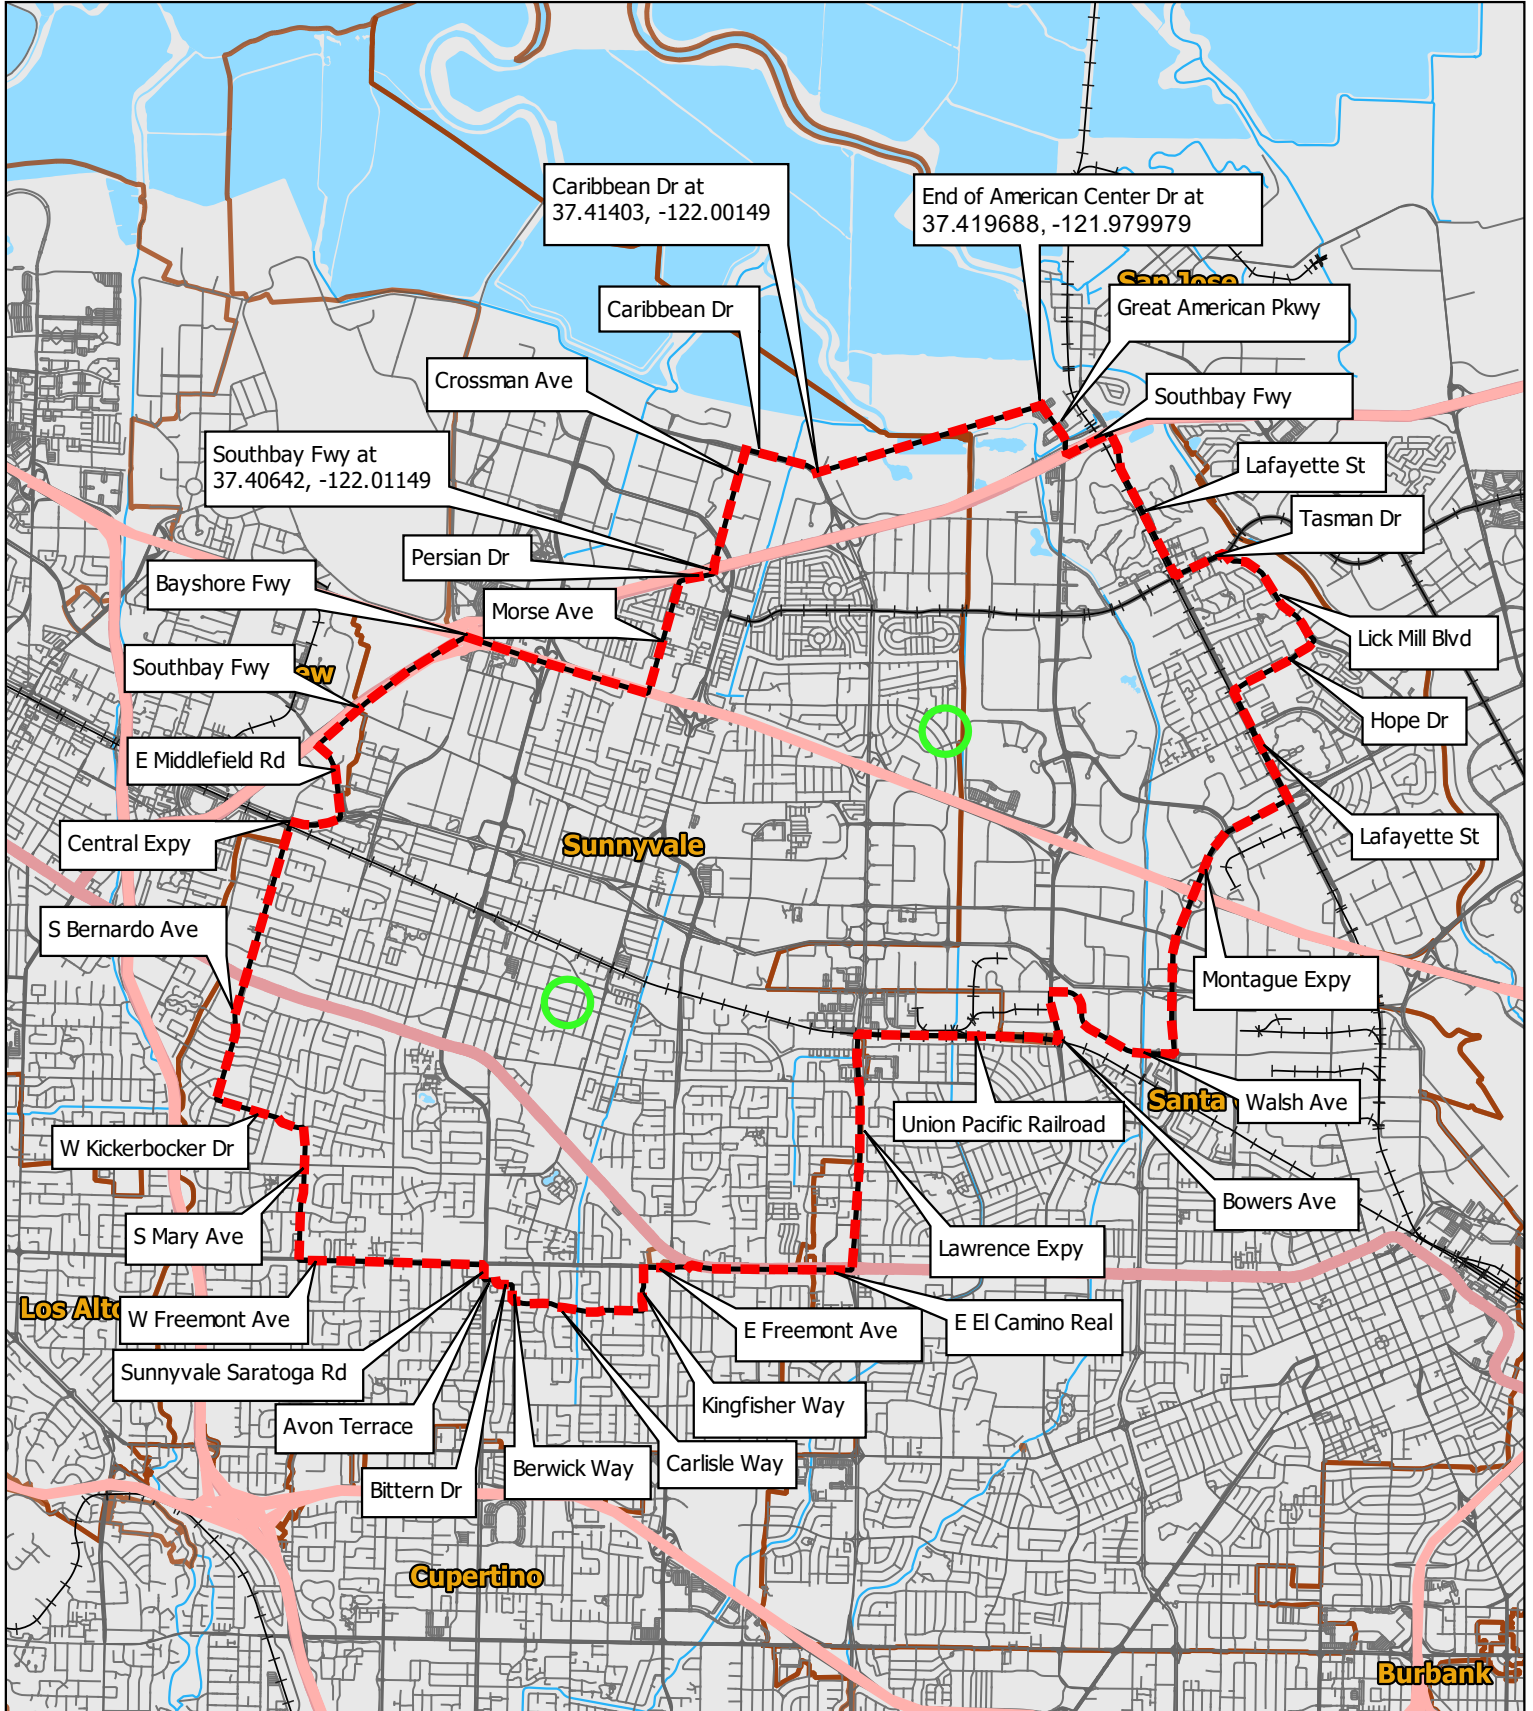 Caribbean Dr at
37.41403, -122.00149
End of American Center Dr at
37.419688, -121.979979
San Jose
Great American Pkwy
Caribbean Dr
Crossman Ave
Southbay Fwy
Southbay Fwy at
37.40642, -122.01149
Lafayette St
Tasman Dr
Persian Dr
Bayshore Fwy
Morse Ave
Lick Mill Blvd
Southbay Fwy
ew
Hope Dr
E Middlefield Rd
Central Expy
Sunnyvale
Lafayette St
S Bernardo Ave
Montague Expy
Santa
Walsh Ave
Union Pacific Railroad
W Kickerbocker Dr
Bowers Ave
S Mary Ave
Lawrence Expy
Los Alto
W Freemont Ave
E Freemont Ave
E El Camino Real
Sunnyvale Saratoga Rd
Kingfisher Way
Avon Terrace
Berwick Way
Carlisle Way
Bittern Dr
Cupertino
Burbank